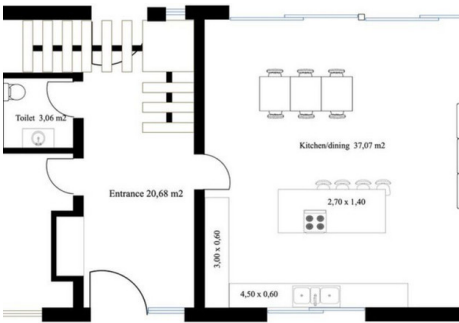 Toilet 3,06 m2
Kitchen/dining 37,07 m2
Entrance 20,68 m2
2,70 x 1,40
3,00 x 0,60
4,50 x 0,60